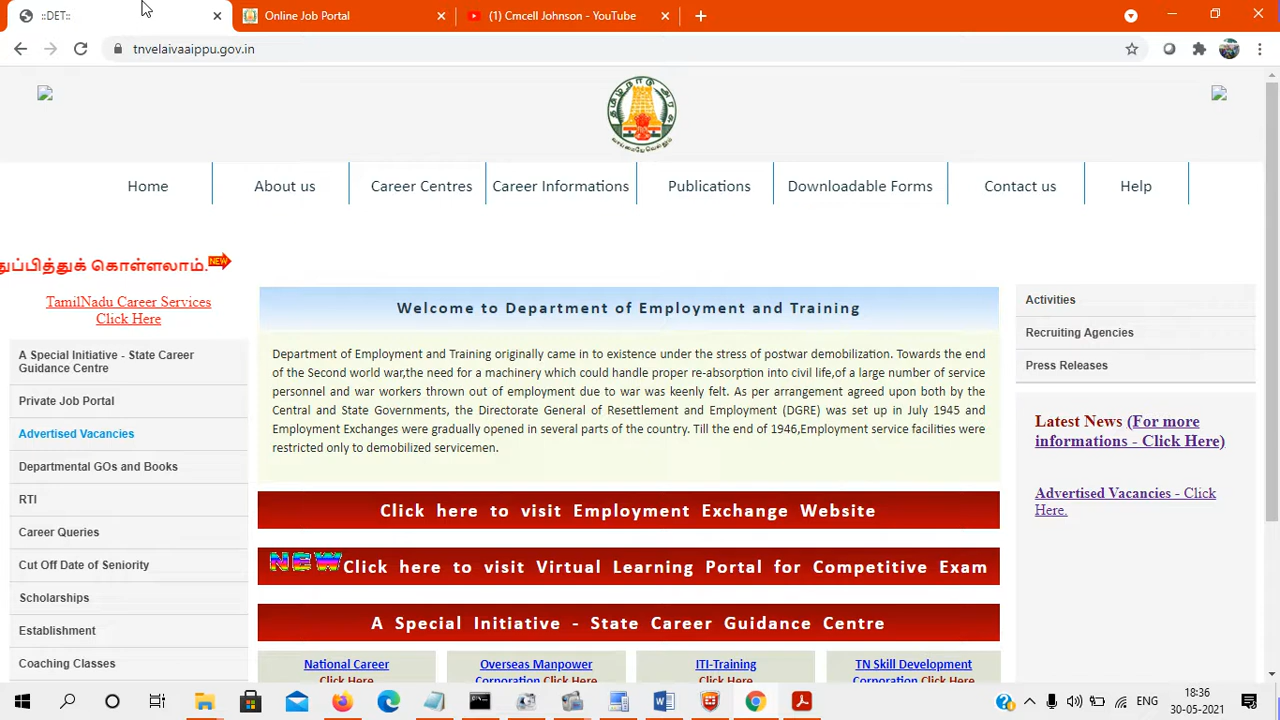 ::DET::
Online Job Portal
(1) Cmcell Johnson - YouTube
tnvelaivaaippu.gov.in
Home
About us
Career Centres
Career Informations
Publications
Downloadable Forms
Contact us
Help
துப்பித்துக் கொள்ளலாம். NEW
TamilNadu Career Services
Click Here
A Special Initiative - State Career
Guidance Centre
Private Job Portal
Advertised Vacancies
Departmental GOs and Books
RTI
Career Queries
Cut Off Date of Seniority
Scholarships
Establishment
Coaching Classes
Welcome to Department of Employment and Training
Department of Employment and Training originally came in to existence under the stress of postwar demobilization. Towards the end
of the Second world war,the need for a machinery which could handle proper re-absorption into civil life,of a large number of service
personnel and war workers thrown out of employment due to war was keenly felt. As per arrangement agreed upon both by the
Central and State Governments, the Directorate General of Resettlement and Employment (DGRE) was set up in July 1945 and
Employment Exchanges were gradually opened in several parts of the country. Till the end of 1946,Employment service facilities were
restricted only to demobilized servicemen.
Click here to visit Employment Exchange Website
NEW Click here to visit Virtual Learning Portal for Competitive Exam
A Special Initiative - State Career Guidance Centre
National Career
Click Here
Overseas Manpower
Corporation Click Here
ITI-Training
Click Here
TN Skill Development
Corporation Click Here
Activities
Recruiting Agencies
Press Releases
Latest News (For more
informations - Click Here)
Advertised Vacancies - Click
Here.
ENG
18:36
30-05-2021